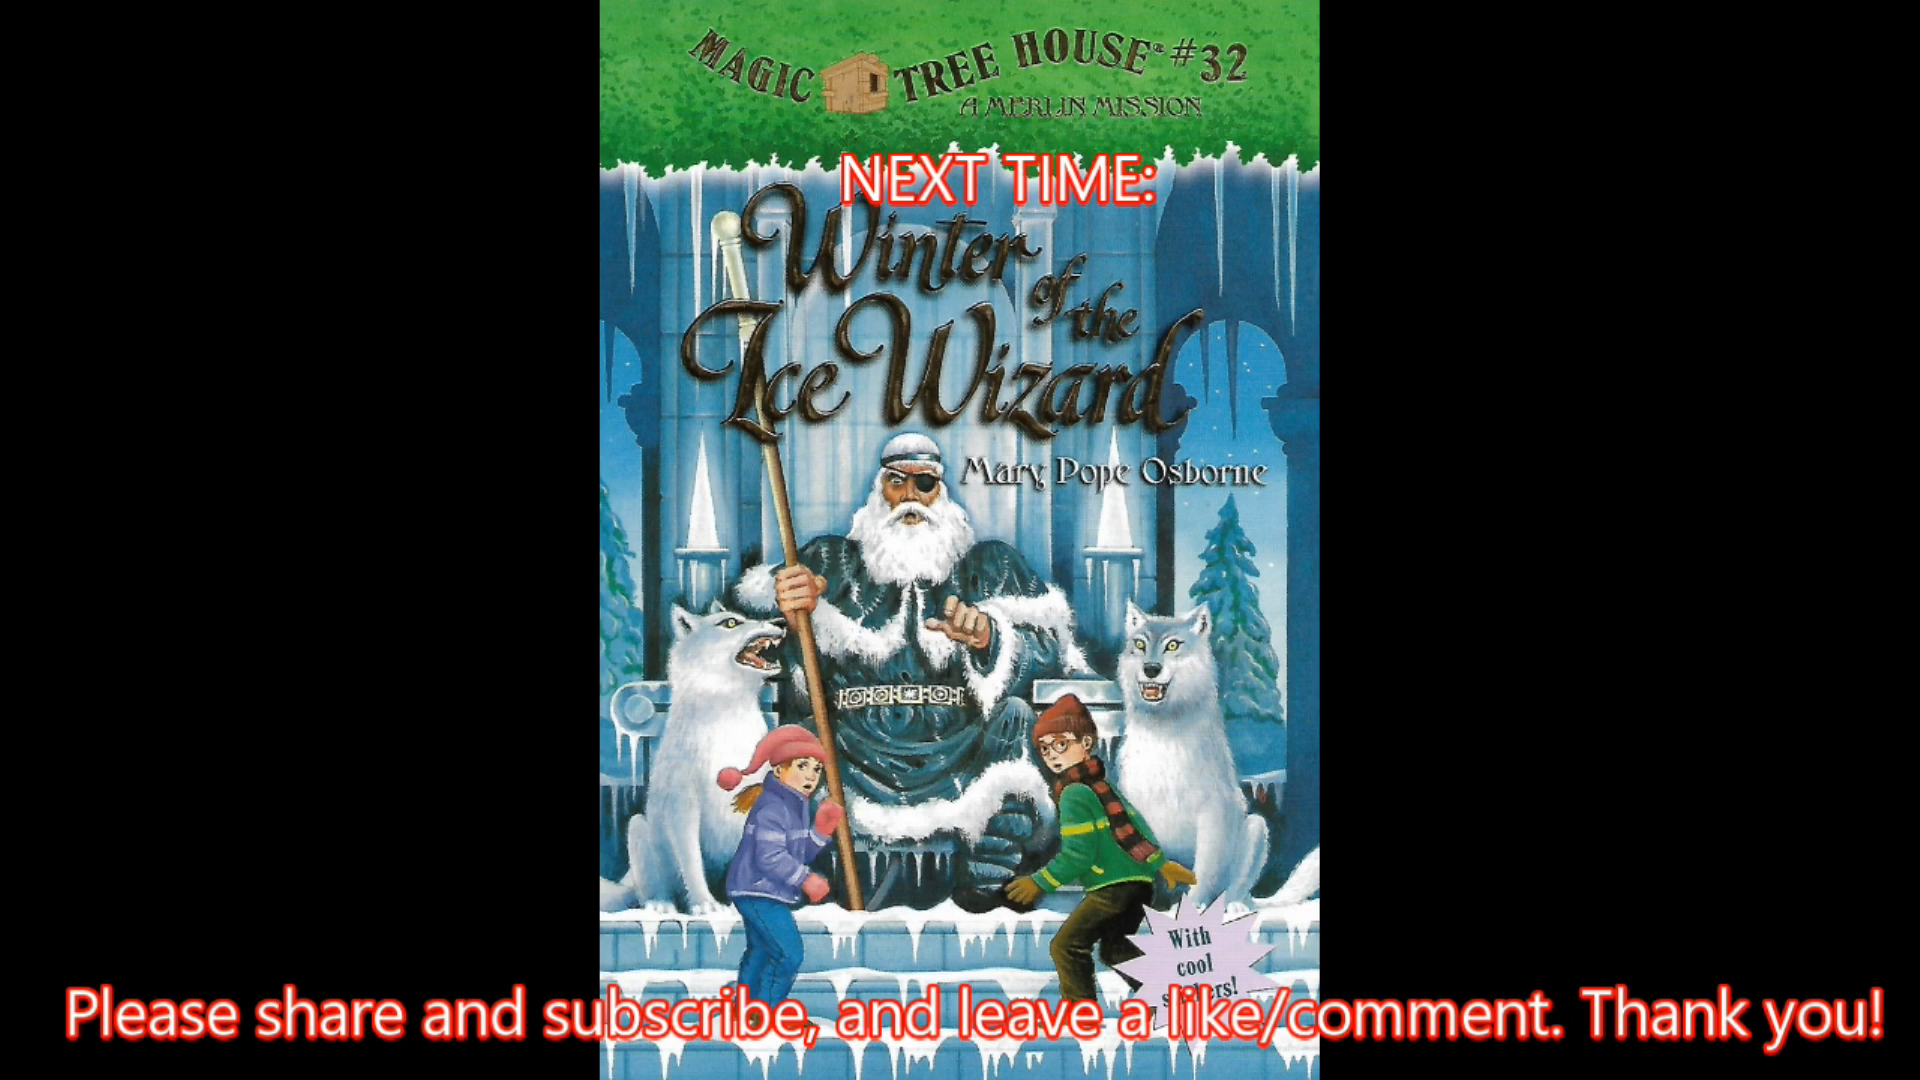 MAGIC TREE HOUSE® #32
A MERLIN MISSION
NEXT TIME:
Winter
of the
Ice Wizard
Mary Pope Osborne
With
cool
stickers!
Please share and subscribe, and leave a like/comment. Thank you!